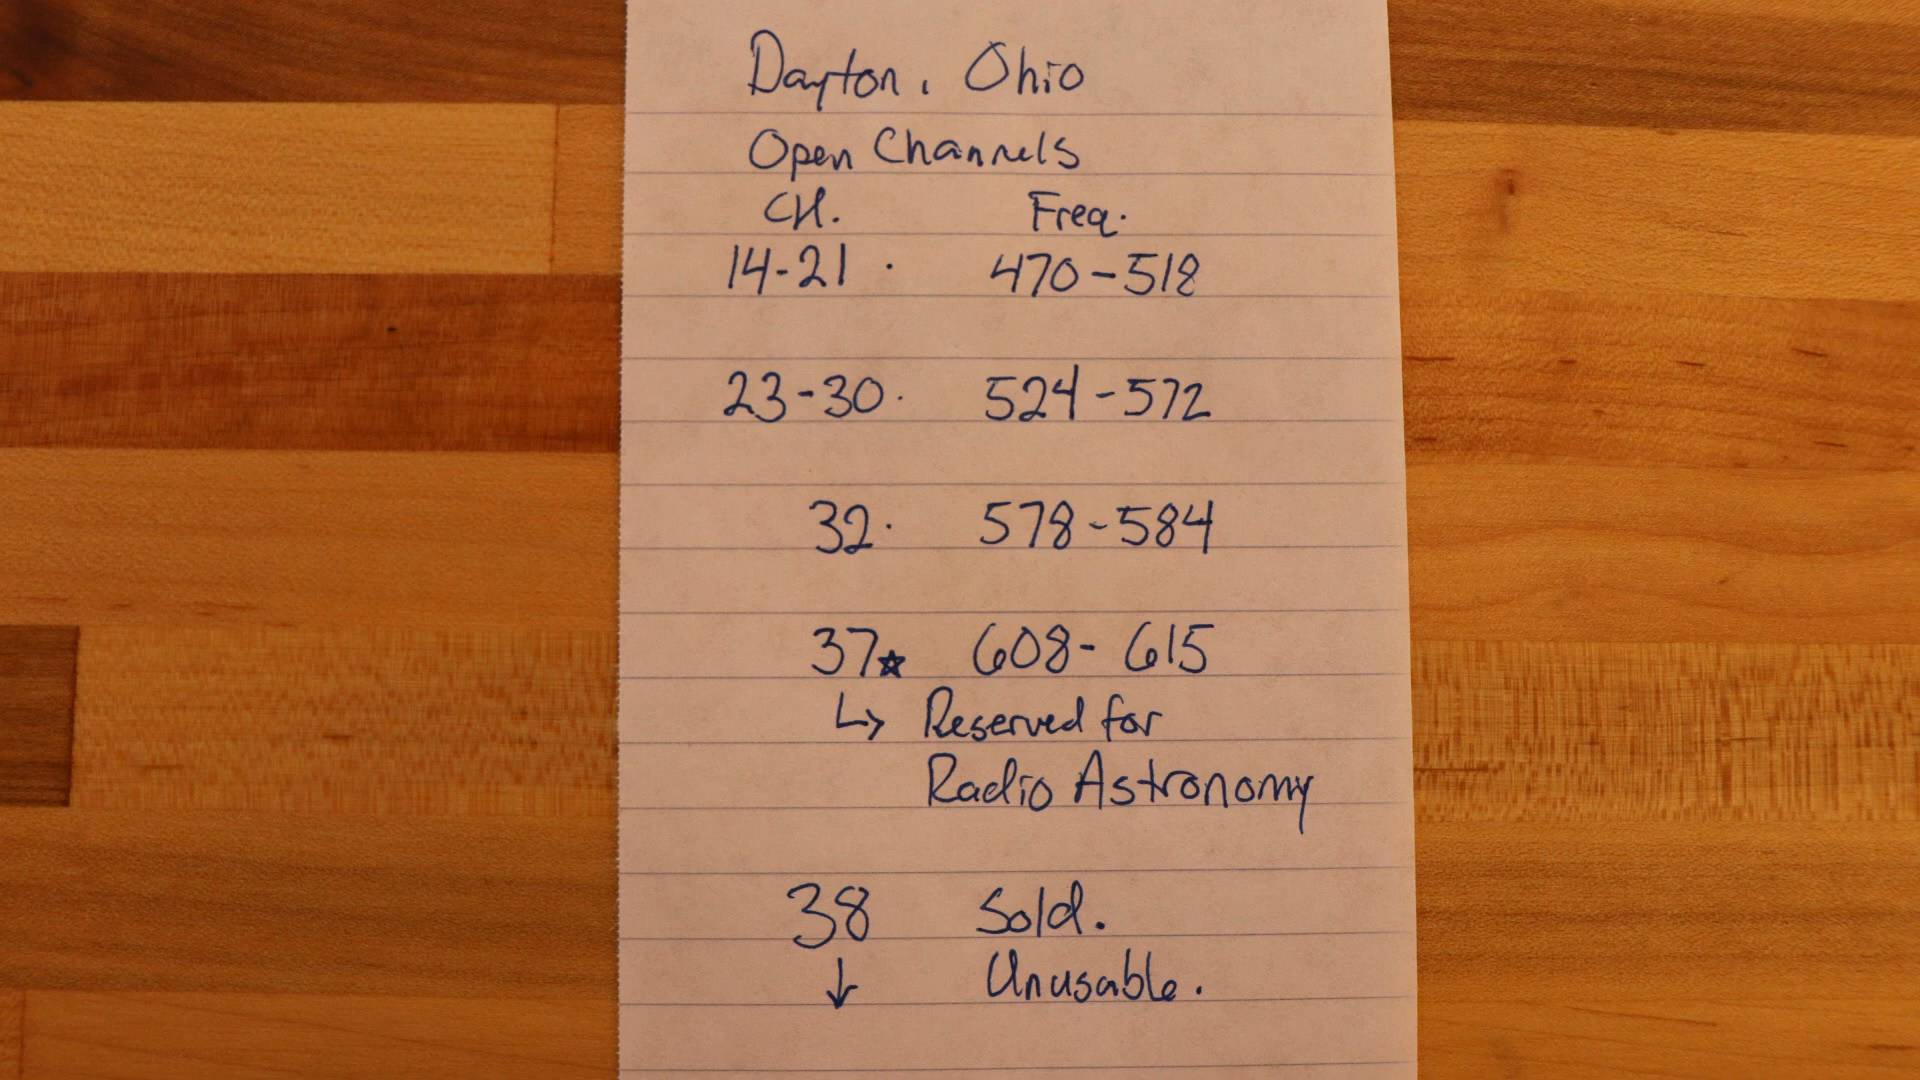 Dayton, Ohio
Open Channels
CH. Freq.
14-21 . 470-518
23-30. 524-572
32. 578-584
37☆ 608-615
↳ Reserved for
Radio Astronomy
38 Sold.
↓ Unusable.